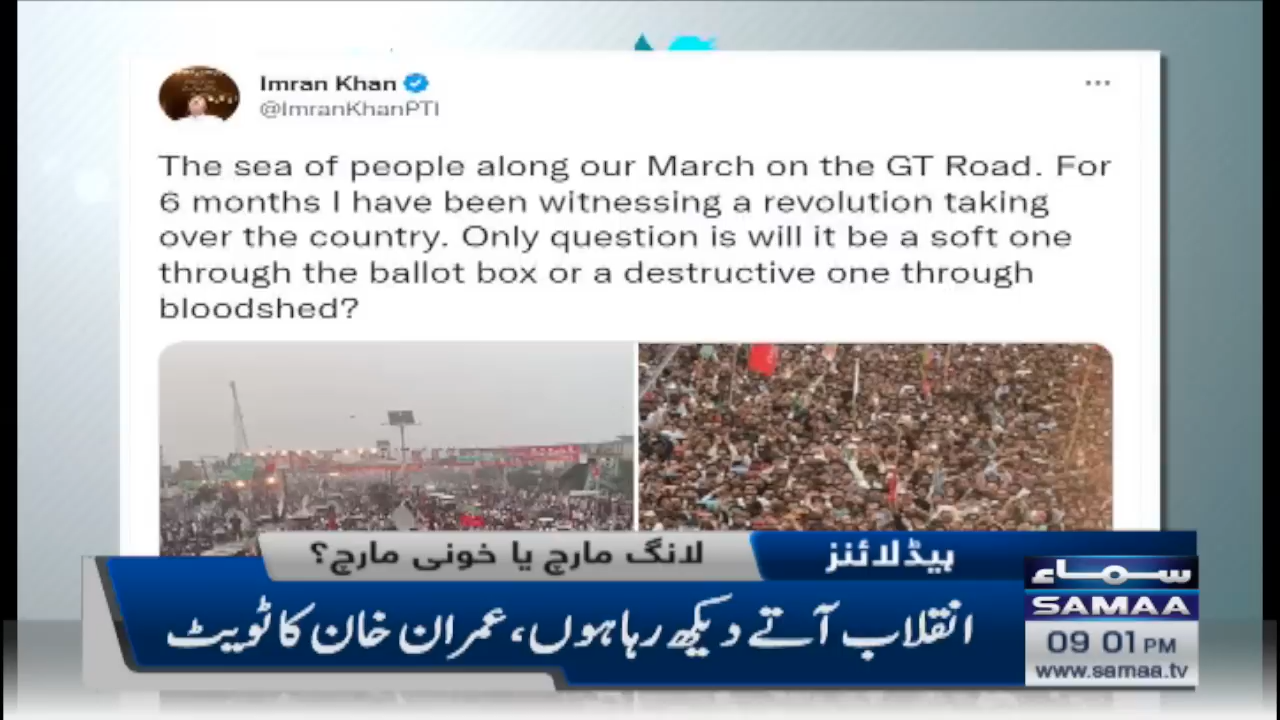 Imran Khan
@ImranKhanPTI
The sea of people along our March on the GT Road. For
6 months I have been witnessing a revolution taking
over the country. Only question is will it be a soft one
through the ballot box or a destructive one through
bloodshed?
ہیڈلائنز
لانگ مارچ یا خونی مارچ؟
انقلاب آتے دیکھ رہا ہوں، عمران خان کا ٹویٹ
سماء
SAMAA
09 01 PM
www.samaa.tv